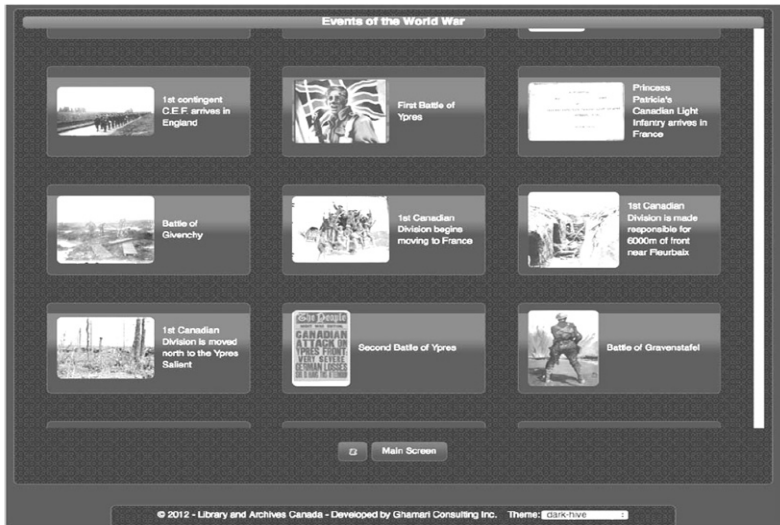 Events of the World War
1st contingent
C.E.F. arrives in
England
First Battle of
Ypres
Princess
Patricia's
Canadian Light
Infantry arrives in
France
Battle of
Givenchy
1st Canadian
Division begins
moving to France
1st Canadian
Division is made
responsible for
6000m of front
near Fleurbaix
1st Canadian
Division is moved
north to the Ypres
Salient
The People
CANADIAN
ATTACK ON
YPRES FRONT:
VERY SEVERE
GERMAN LOSSES
Second Battle of Ypres
Battle of Gravenstafel
Main Screen
© 2012 - Library and Archives Canada - Developed by Ghamari Consulting Inc. Theme: dark-hive